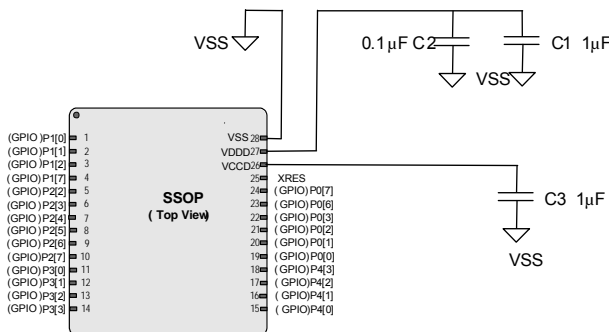 VSS
0.1µF C2
C1 1µF
VSS
(GPIO)P1[0] 1
(GPIO)P1[1] 2
(GPIO)P1[2] 3
(GPIO)P1[7] 4
(GPIO)P2[2] 5
(GPIO)P2[3] 6
(GPIO)P2[4] 7
(GPIO)P2[5] 8
(GPIO)P2[6] 9
(GPIO)P2[7] 10
(GPIO)P3[0] 11
(GPIO)P3[1] 12
(GPIO)P3[2] 13
(GPIO)P3[3] 14
SSOP
(Top View)
VSS 28
VDDD 27
VCCD 26
25 XRES
24 (GPIO)P0[7]
23 (GPIO)P0[6]
22 (GPIO)P0[3]
21 (GPIO)P0[2]
20 (GPIO)P0[1]
19 (GPIO)P0[0]
18 (GPIO)P4[3]
17 (GPIO)P4[2]
16 (GPIO)P4[1]
15 (GPIO)P4[0]
C3 1µF
VSS